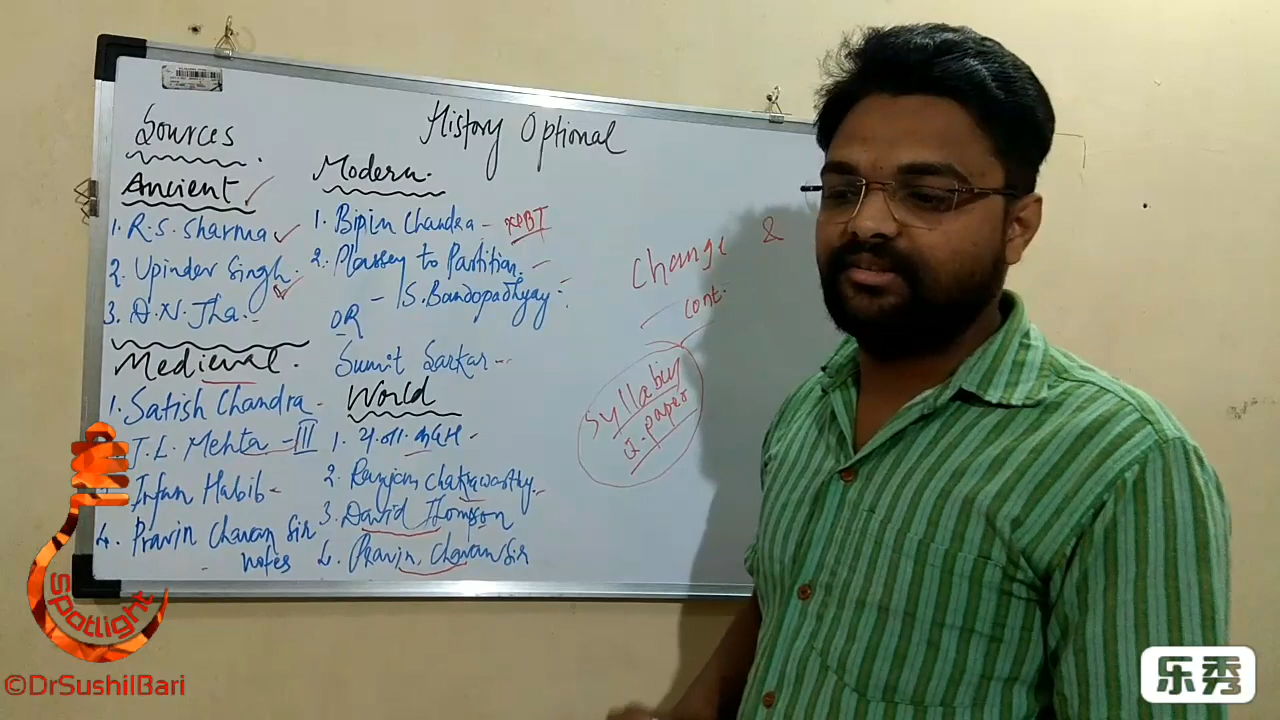 History Optional
Sources
Ancient
1. R.S. Sharma
2. Upinder Singh.
3. D.N. Jha.
Medieval.
1. Satish Chandra
J.L. Mehta - III
Irfan Habib
4. Pravin Chavan Sir
notes
Modern.
1. Bipin Chandra -
2. Plassey to Partition.
- S. Bandopadhyay
OR
Sumit Sarkar
World
1.
2. Ranjan Chakraworthy
3. David Thompson
4. Pravin Chavan Sir
Change &
cont.
Syllabus
Q. paper
Spotlight
©DrSushilBari
乐秀